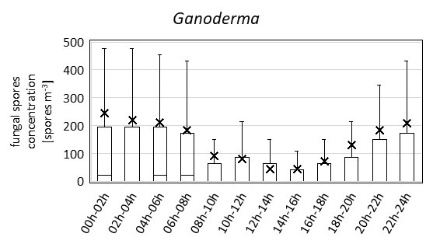 Ganoderma
fungal spores
concentration
[spores m⁻³]
500
400
300
200
100
0
00h-02h
02h-04h
04h-06h
06h-08h
08h-10h
10h-12h
12h-14h
14h-16h
16h-18h
18h-20h
20h-22h
22h-24h